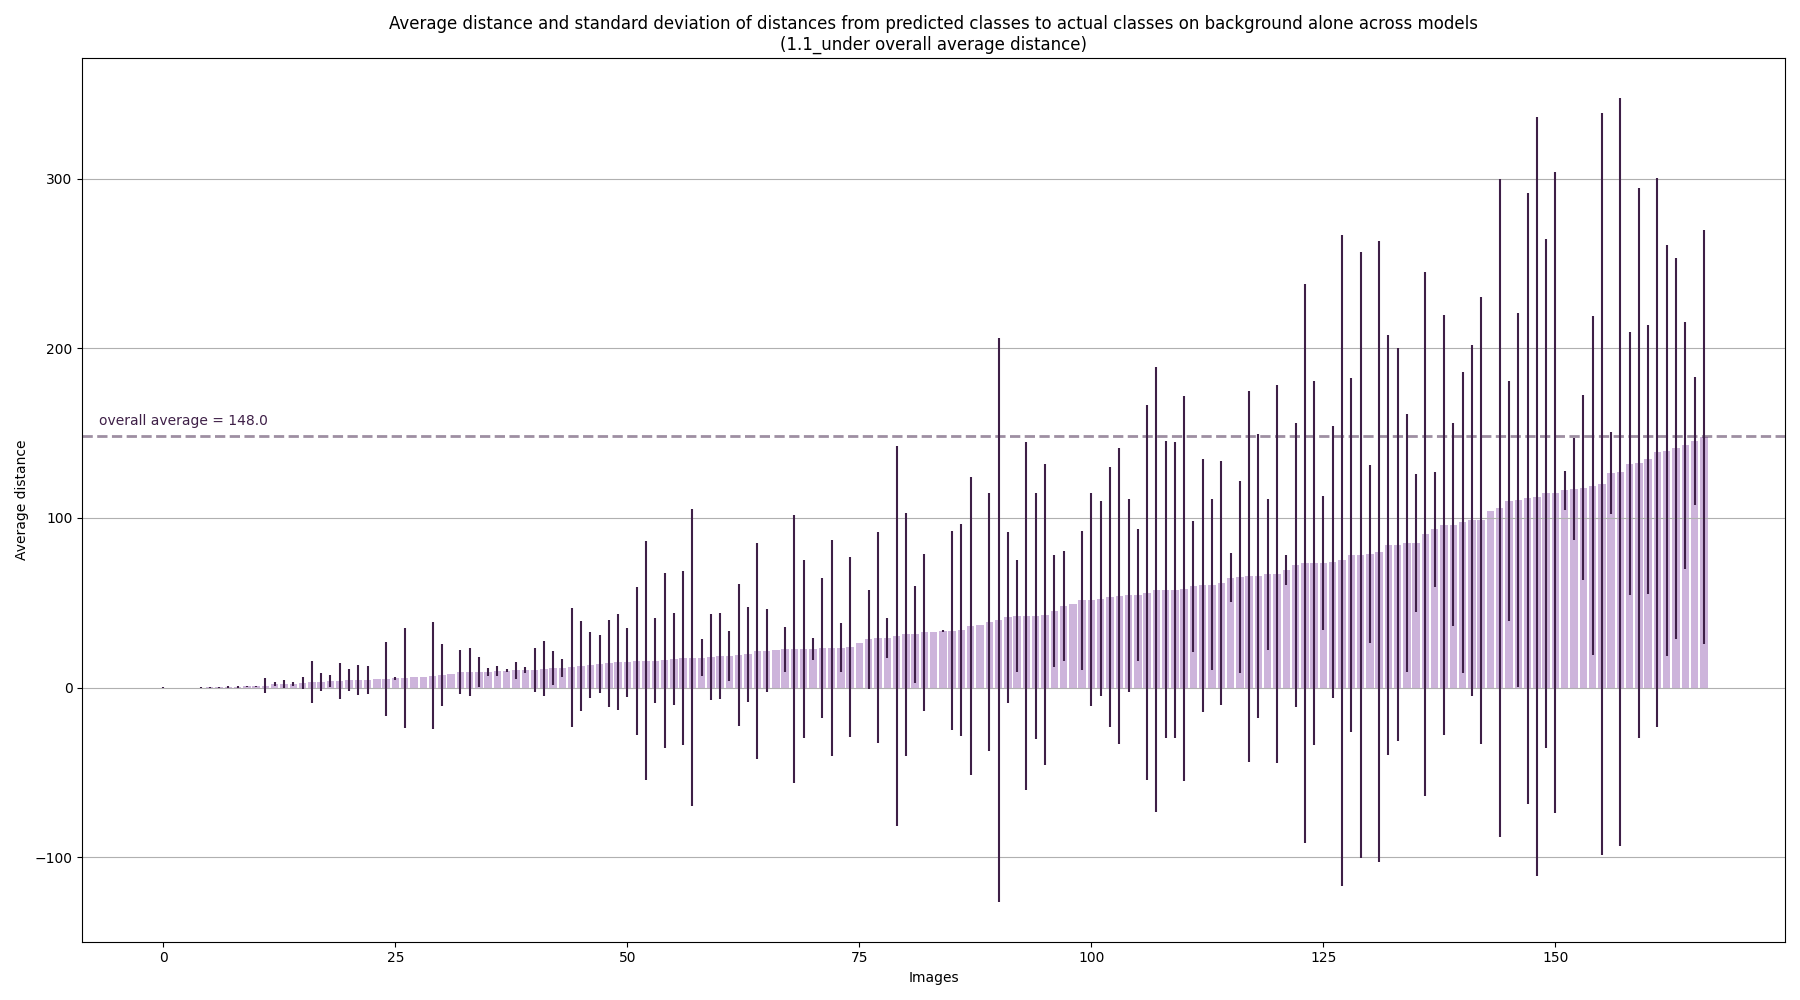 Average distance and standard deviation of distances from predicted classes to actual classes on background alone across models
(1.1_under overall average distance)
300
200
overall average = 148.0
100
0
−100
Average distance
0 25 50 75 100 125 150
Images